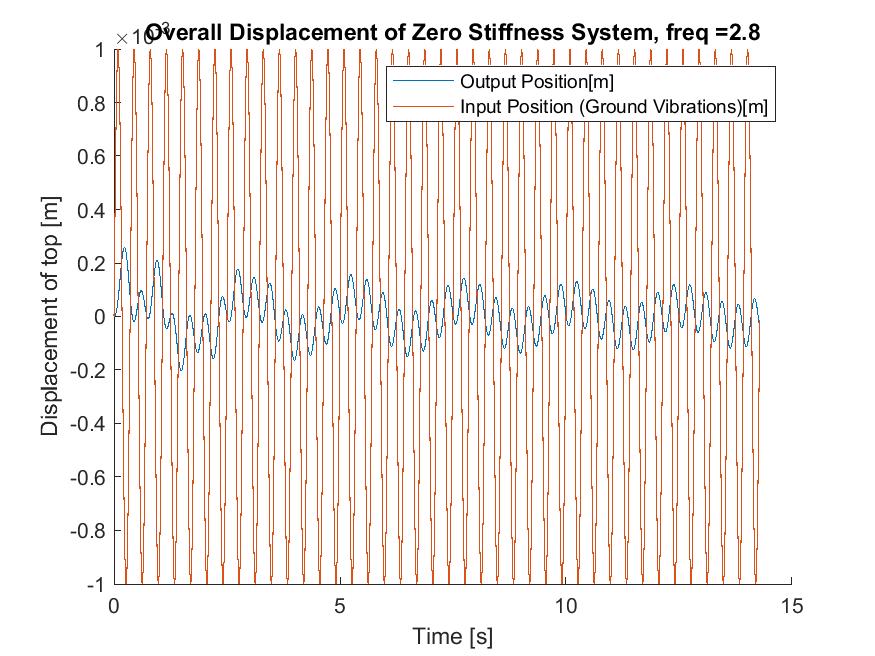 ×10-3
Overall Displacement of Zero Stiffness System, freq =2.8
Output Position[m]
Input Position (Ground Vibrations)[m]
Displacement of top [m]
1
0.8
0.6
0.4
0.2
0
-0.2
-0.4
-0.6
-0.8
-1
0 5 10 15
Time [s]